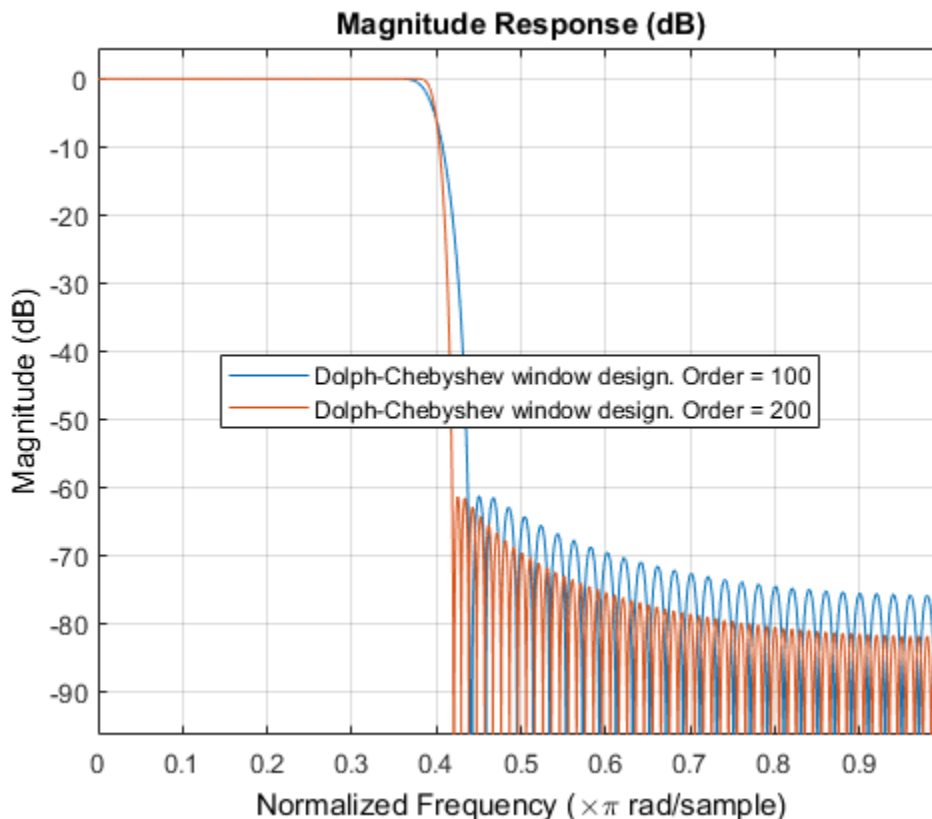 Magnitude Response (dB)
0
-10
-20
-30
-40
-50
-60
-70
-80
-90
Magnitude (dB)
Dolph-Chebyshev window design. Order = 100
Dolph-Chebyshev window design. Order = 200
0 0.1 0.2 0.3 0.4 0.5 0.6 0.7 0.8 0.9
Normalized Frequency (×π rad/sample)